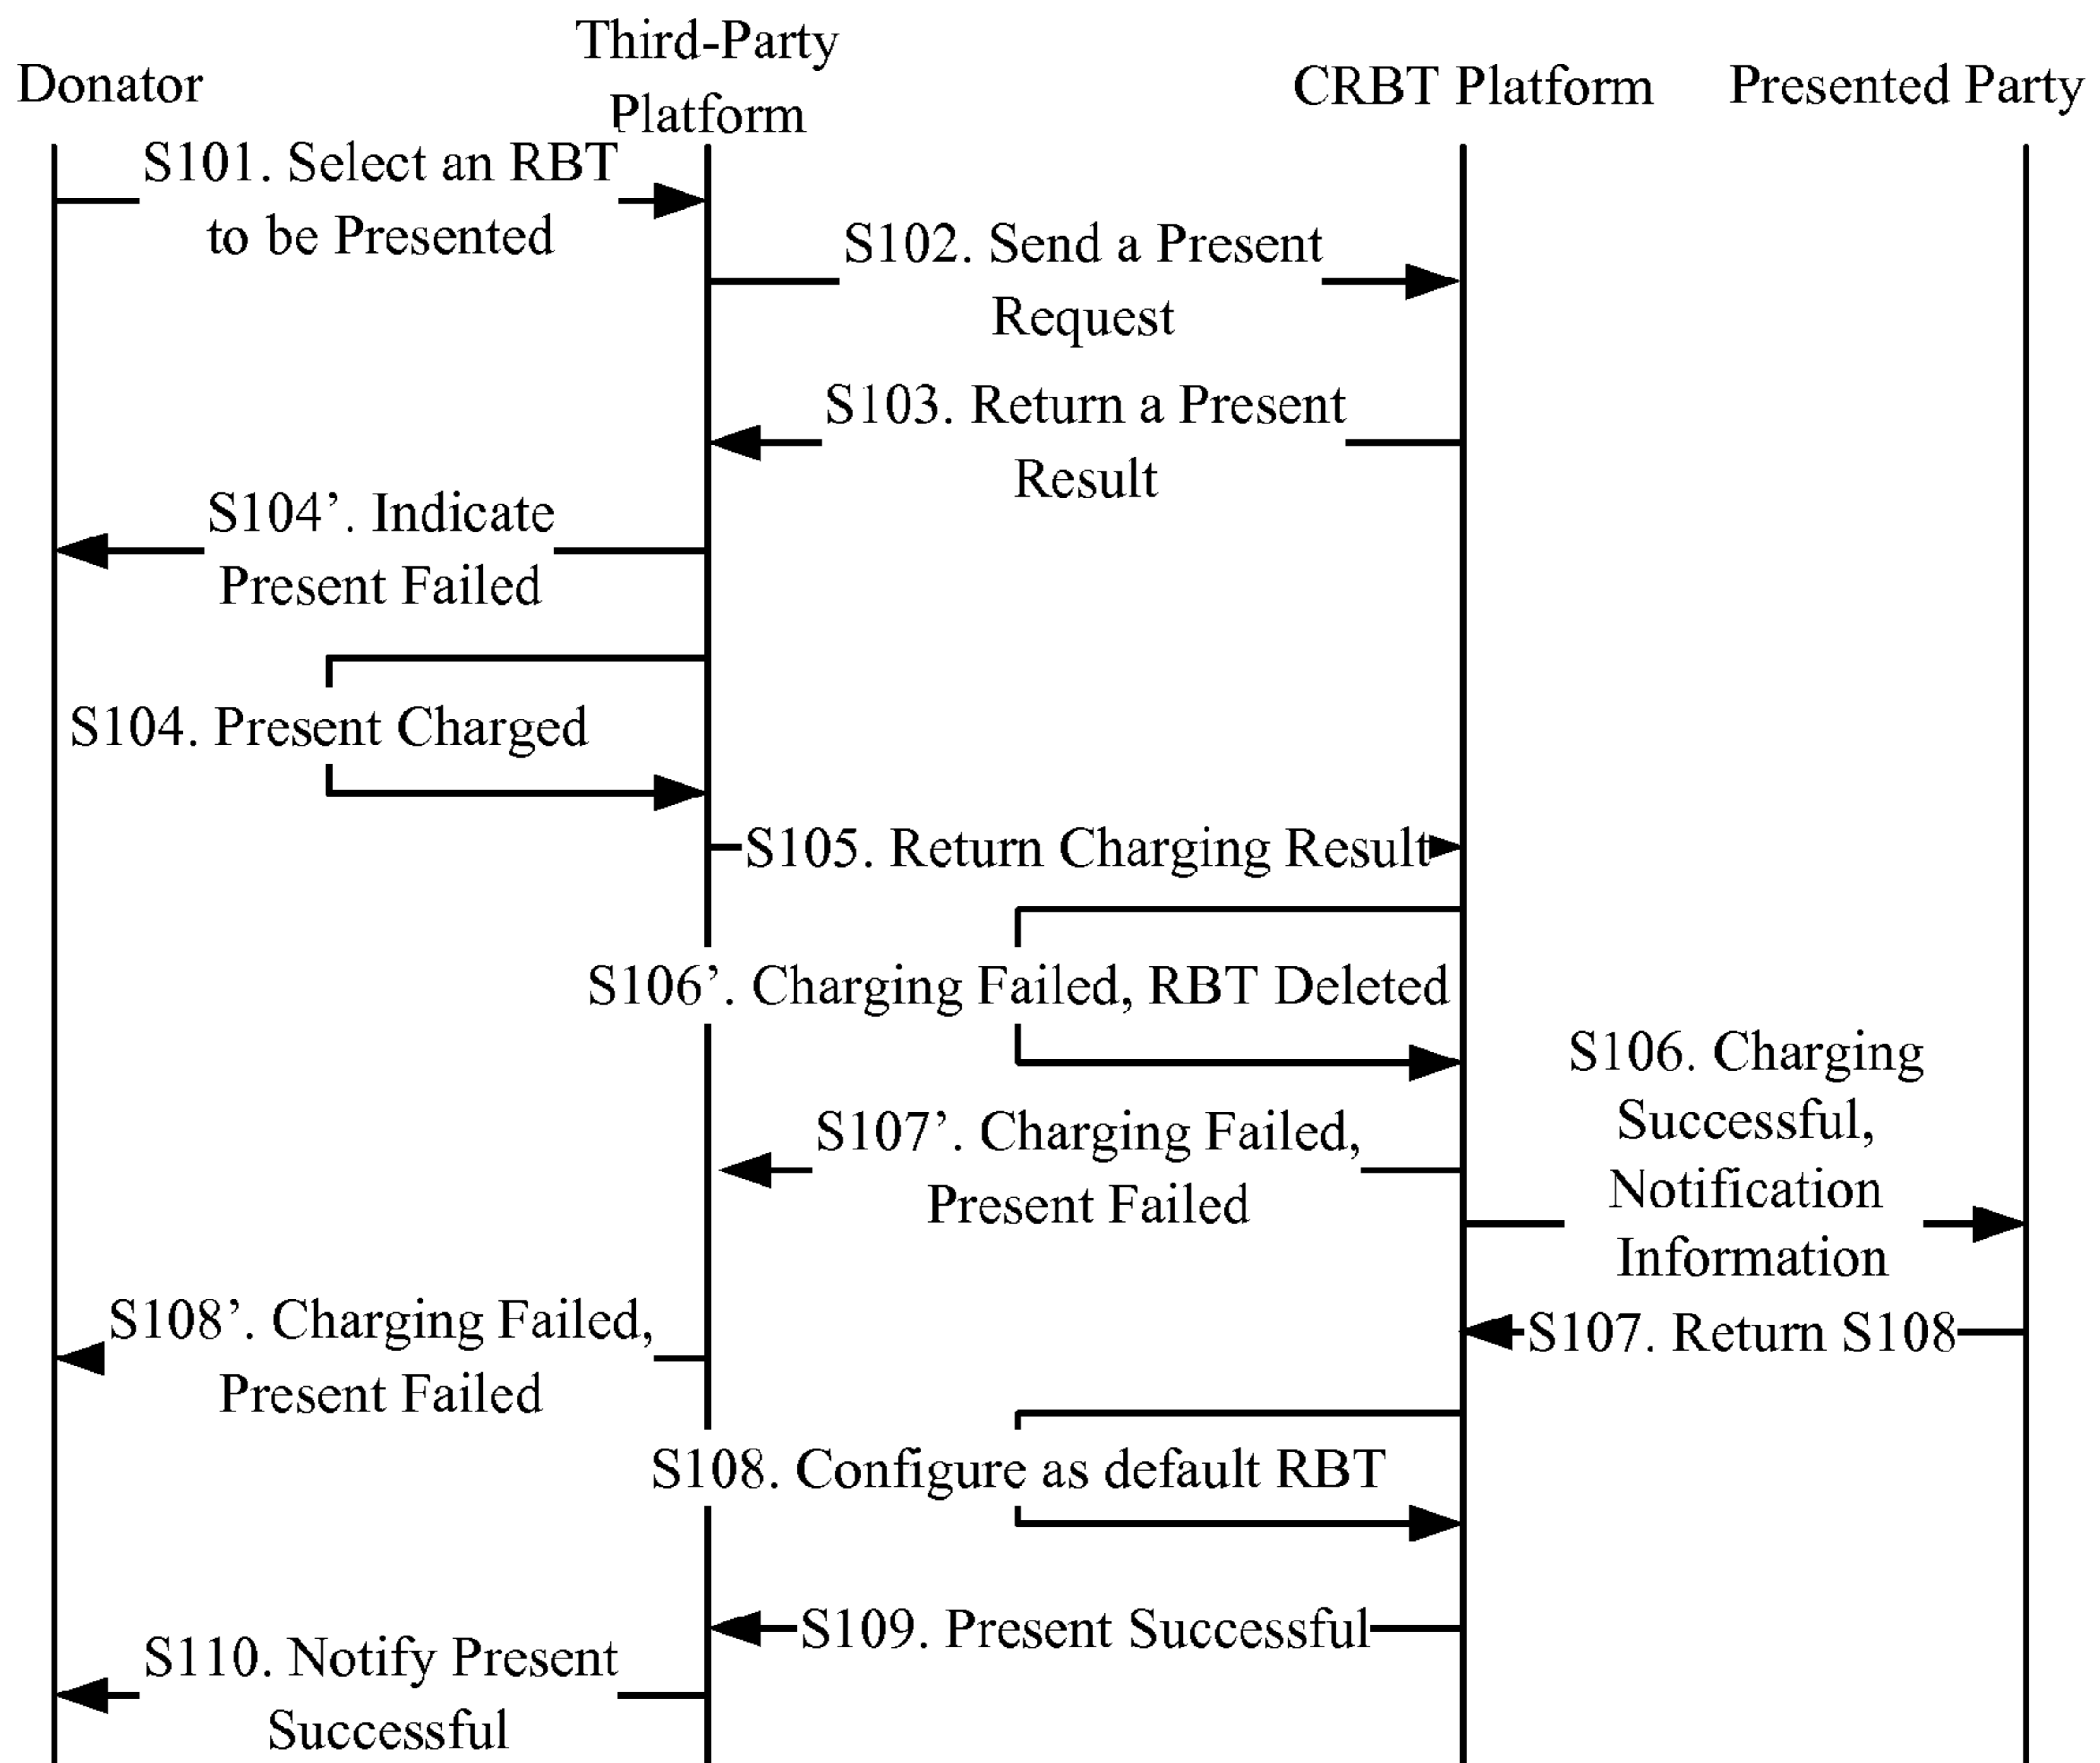 Donator
Third-Party
Platform
CRBT Platform
Presented Party
S101. Select an RBT
to be Presented
S102. Send a Present
Request
S103. Return a Present
Result
S104’. Indicate
Present Failed
S104. Present Charged
S105. Return Charging Result
S106’. Charging Failed, RBT Deleted
S106. Charging
Successful,
Notification
Information
S107’. Charging Failed,
Present Failed
S107. Return S108
S108’. Charging Failed,
Present Failed
S108. Configure as default RBT
S109. Present Successful
S110. Notify Present
Successful